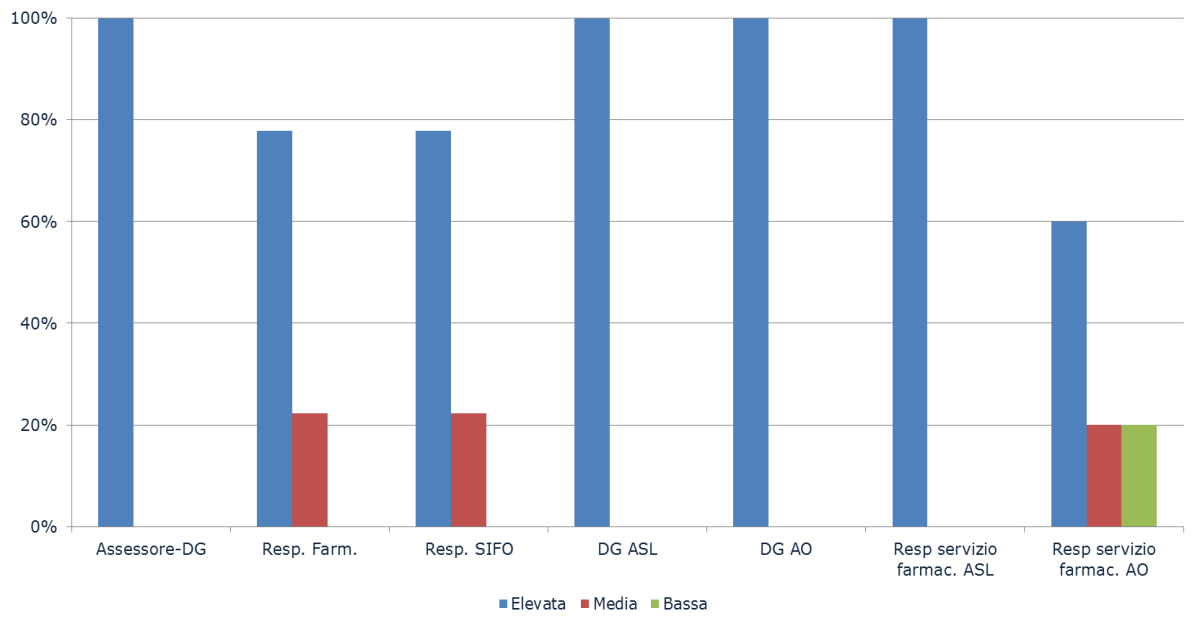 100%
80%
60%
40%
20%
0%
Assessore-DG
Resp. Farm.
Resp. SIFO
DG ASL
DG AO
Resp servizio
farmac. ASL
Resp servizio
farmac. AO
Elevata
Media
Bassa